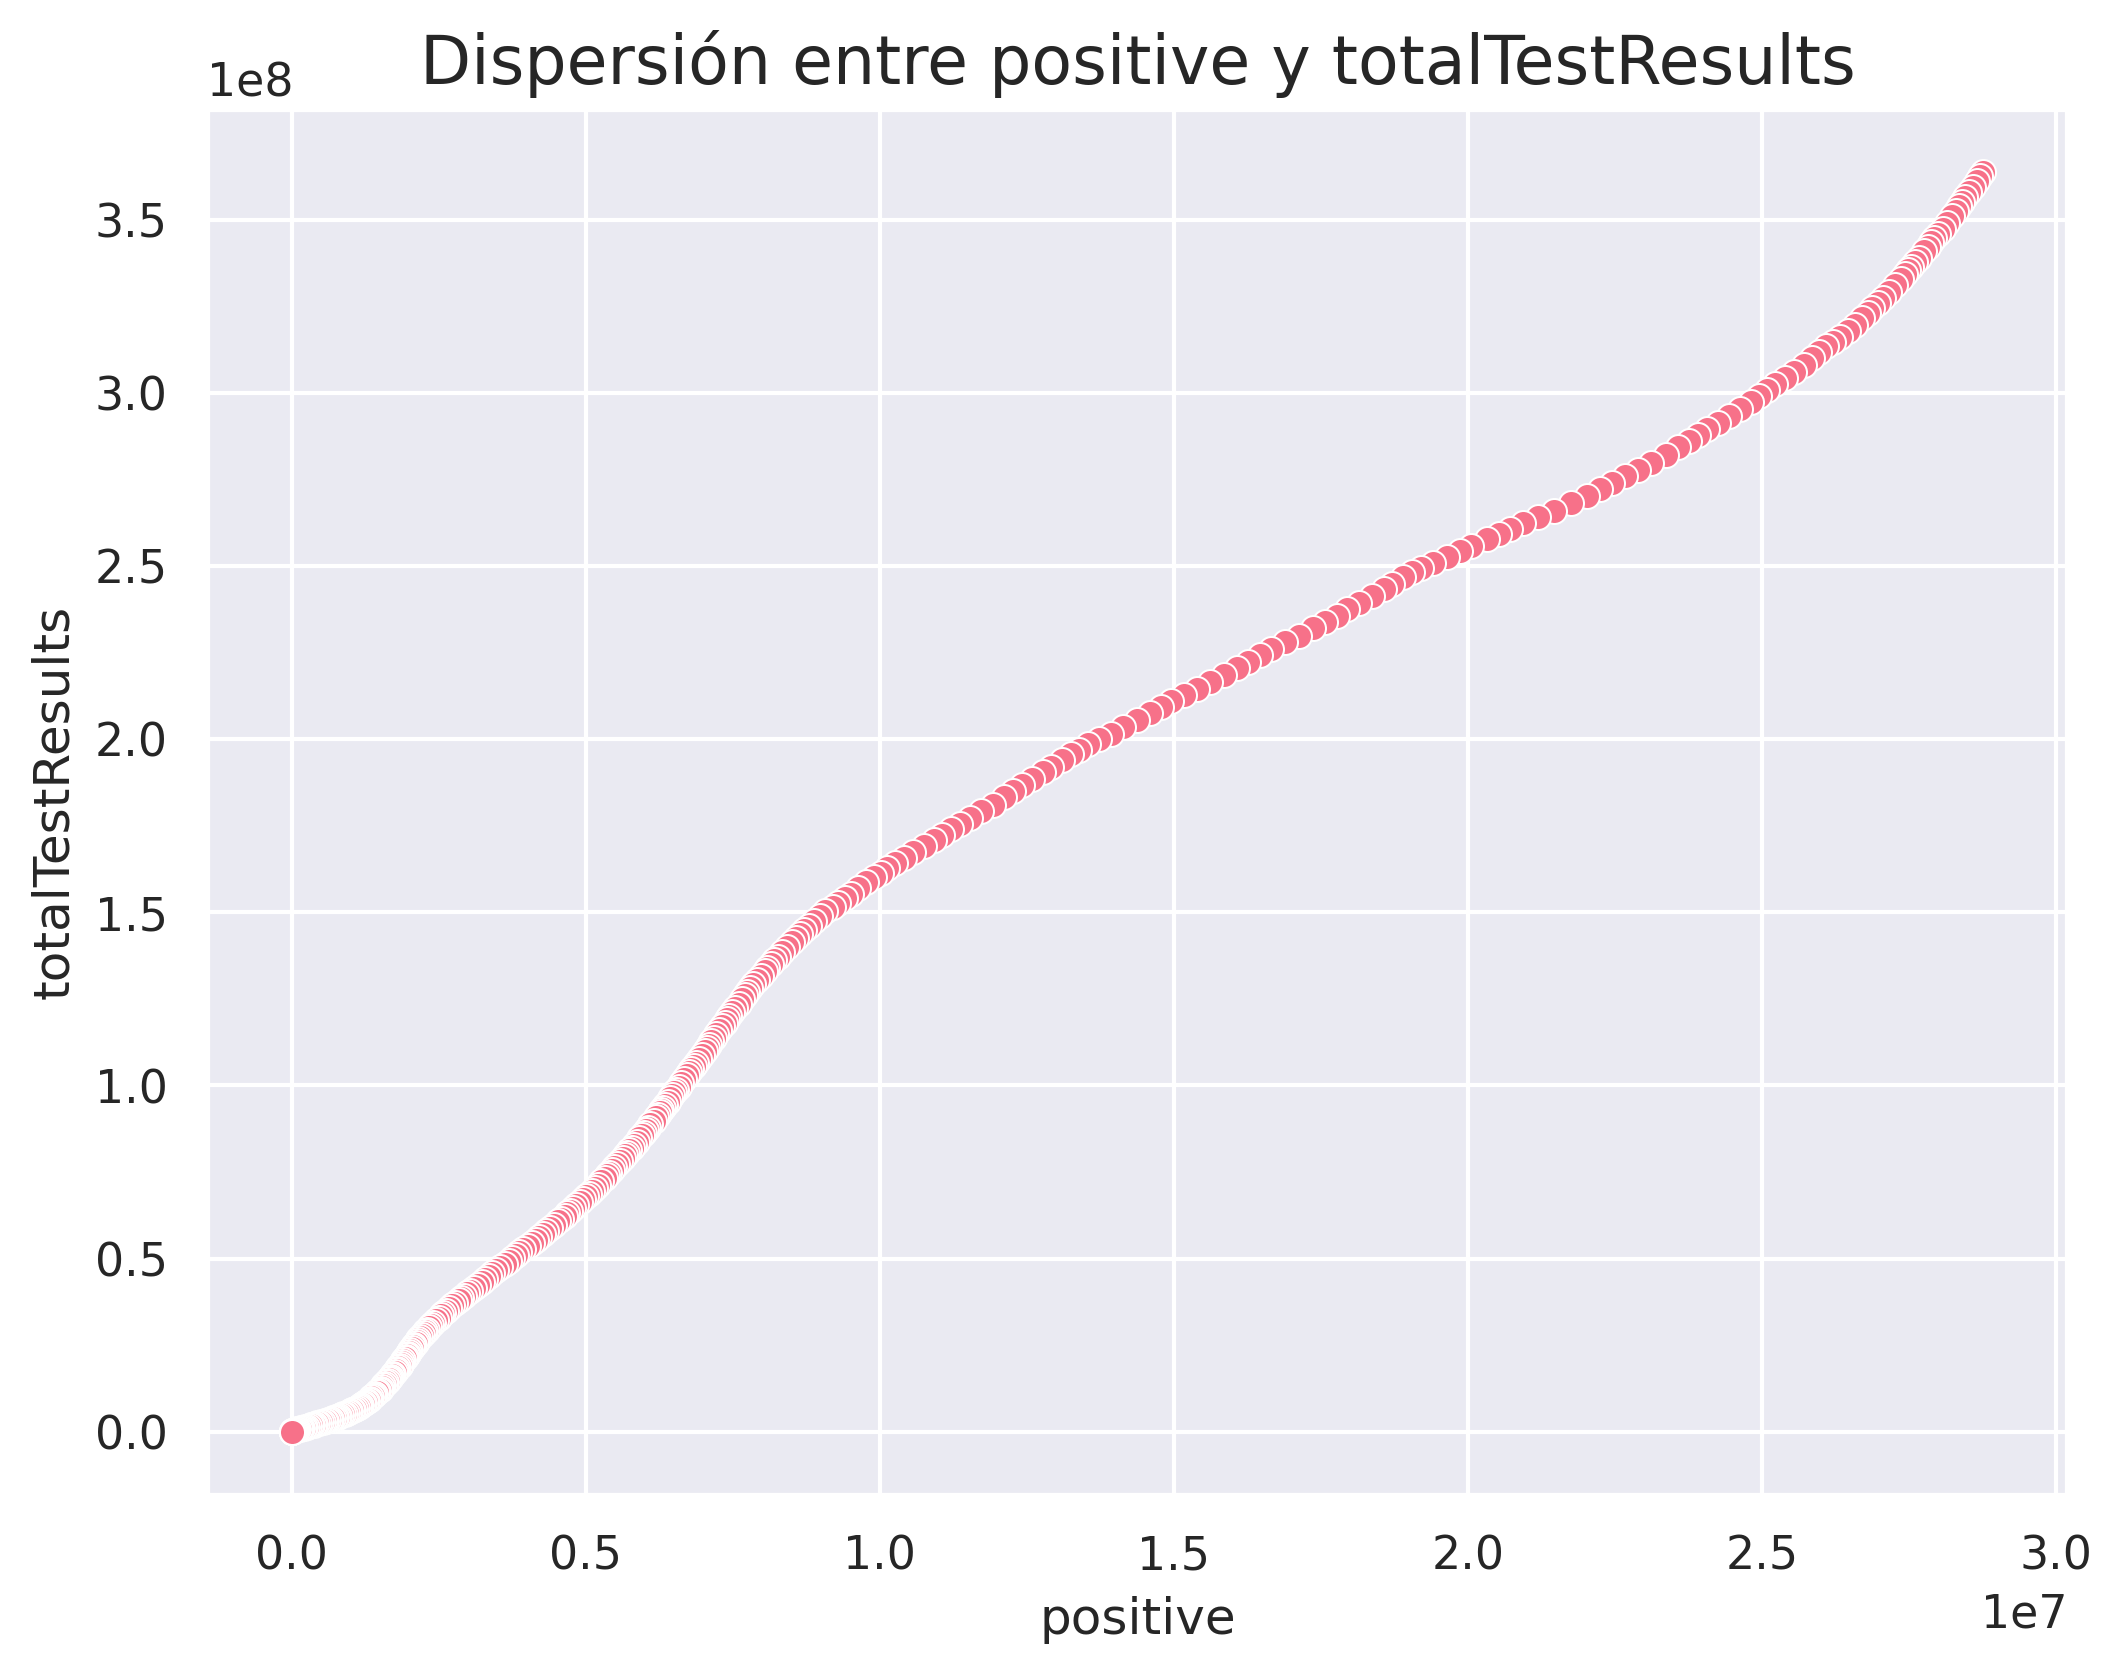 Dispersión entre positive y totalTestResults
1e8
3.5
3.0
2.5
2.0
1.5
1.0
0.5
0.0
totalTestResults
0.0 0.5 1.0 1.5 2.0 2.5 3.0
1e7
positive